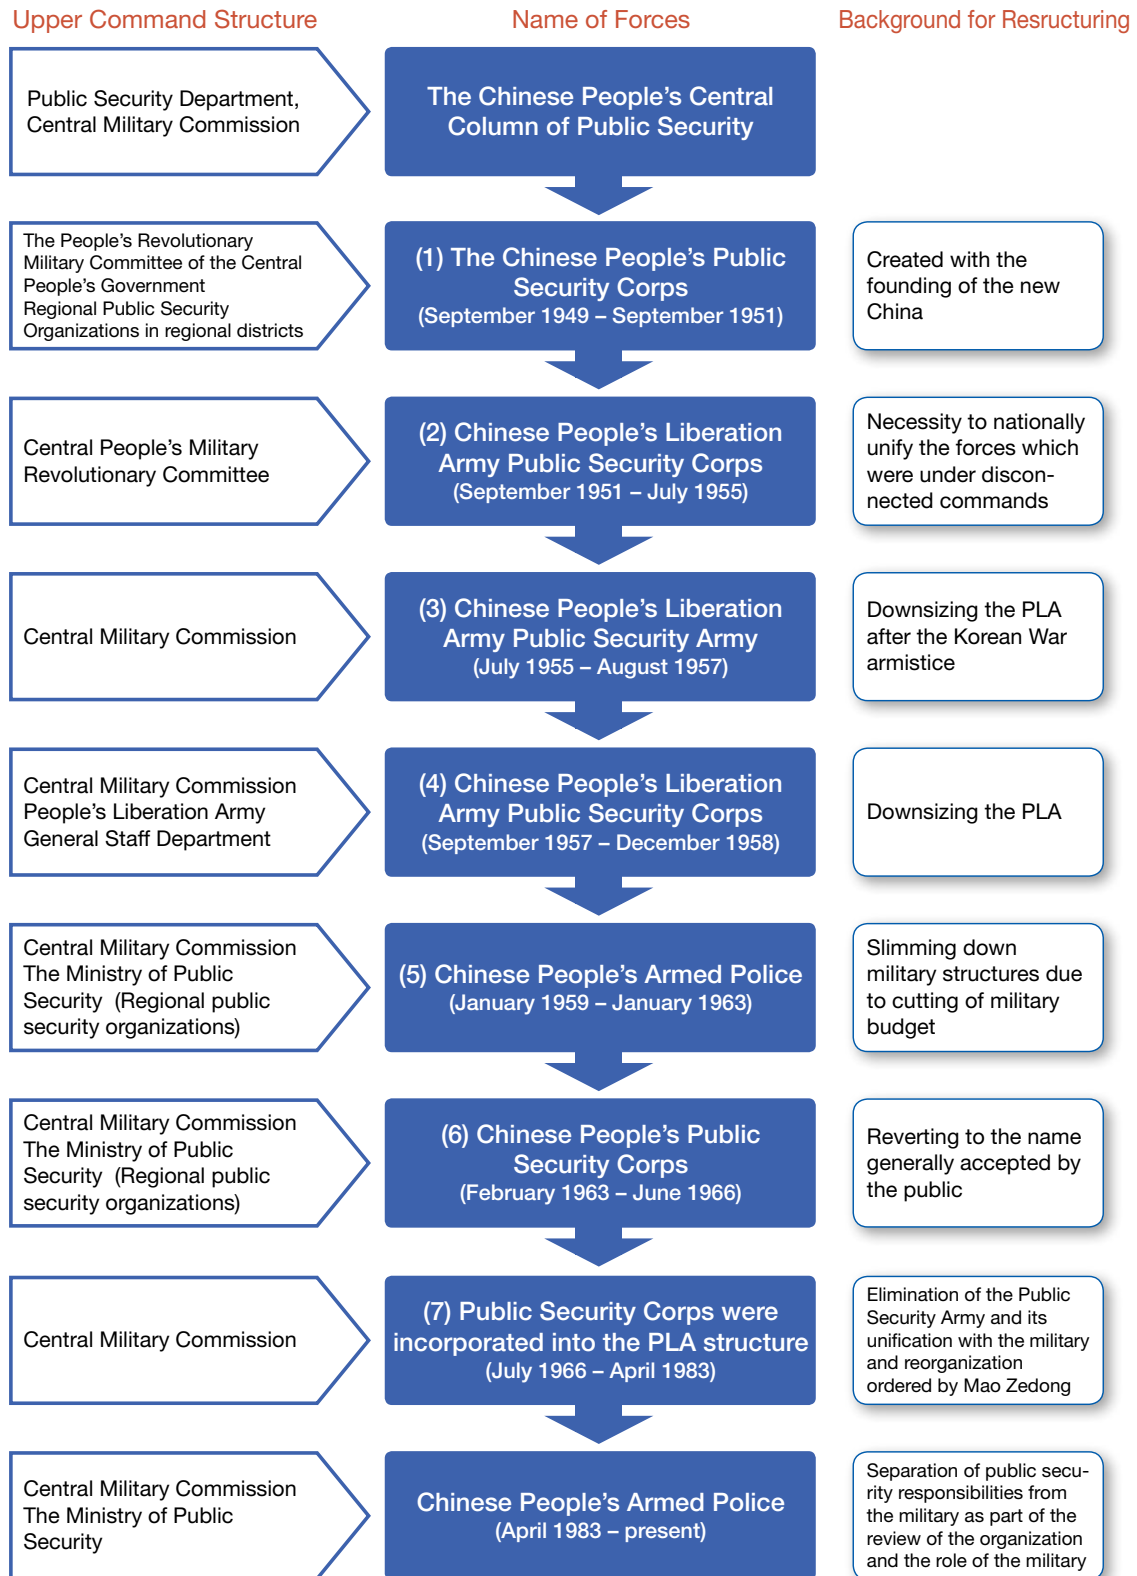 Upper Command Structure
Name of Forces
Background for Resructuring
Public Security Department,
Central Military Commission
The Chinese People's Central
Column of Public Security
The People's Revolutionary
Military Committee of the Central
People's Government
Regional Public Security
Organizations in regional districts
(1) The Chinese People's Public
Security Corps
(September 1949 – September 1951)
Created with the
founding of the new
China
Central People's Military
Revolutionary Committee
(2) Chinese People's Liberation
Army Public Security Corps
(September 1951 – July 1955)
Necessity to nationally
unify the forces which
were under discon-
nected commands
Central Military Commission
(3) Chinese People's Liberation
Army Public Security Army
(July 1955 – August 1957)
Downsizing the PLA
after the Korean War
armistice
Central Military Commission
People's Liberation Army
General Staff Department
(4) Chinese People's Liberation
Army Public Security Corps
(September 1957 – December 1958)
Downsizing the PLA
Central Military Commission
The Ministry of Public
Security (Regional public
security organizations)
(5) Chinese People's Armed Police
(January 1959 – January 1963)
Slimming down
military structures due
to cutting of military
budget
Central Military Commission
The Ministry of Public
Security (Regional public
security organizations)
(6) Chinese People's Public
Security Corps
(February 1963 – June 1966)
Reverting to the name
generally accepted by
the public
Central Military Commission
(7) Public Security Corps were
incorporated into the PLA structure
(July 1966 – April 1983)
Elimination of the Public
Security Army and its
unification with the military
and reorganization
ordered by Mao Zedong
Central Military Commission
The Ministry of Public
Security
Chinese People's Armed Police
(April 1983 – present)
Separation of public secu-
rity responsibilities from
the military as part of the
review of the organization
and the role of the military